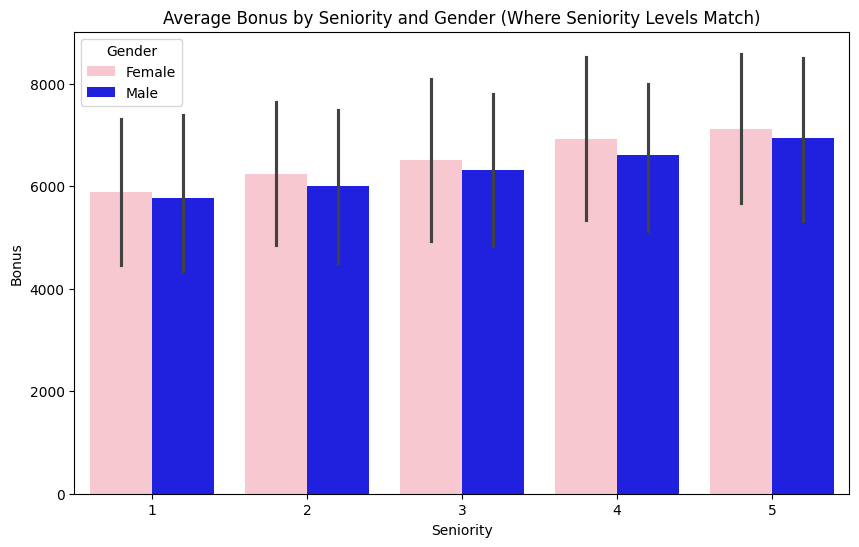 Average Bonus by Seniority and Gender (Where Seniority Levels Match)
Gender
Female
Male
8000
6000
4000
2000
0
Bonus
1 2 3 4 5
Seniority